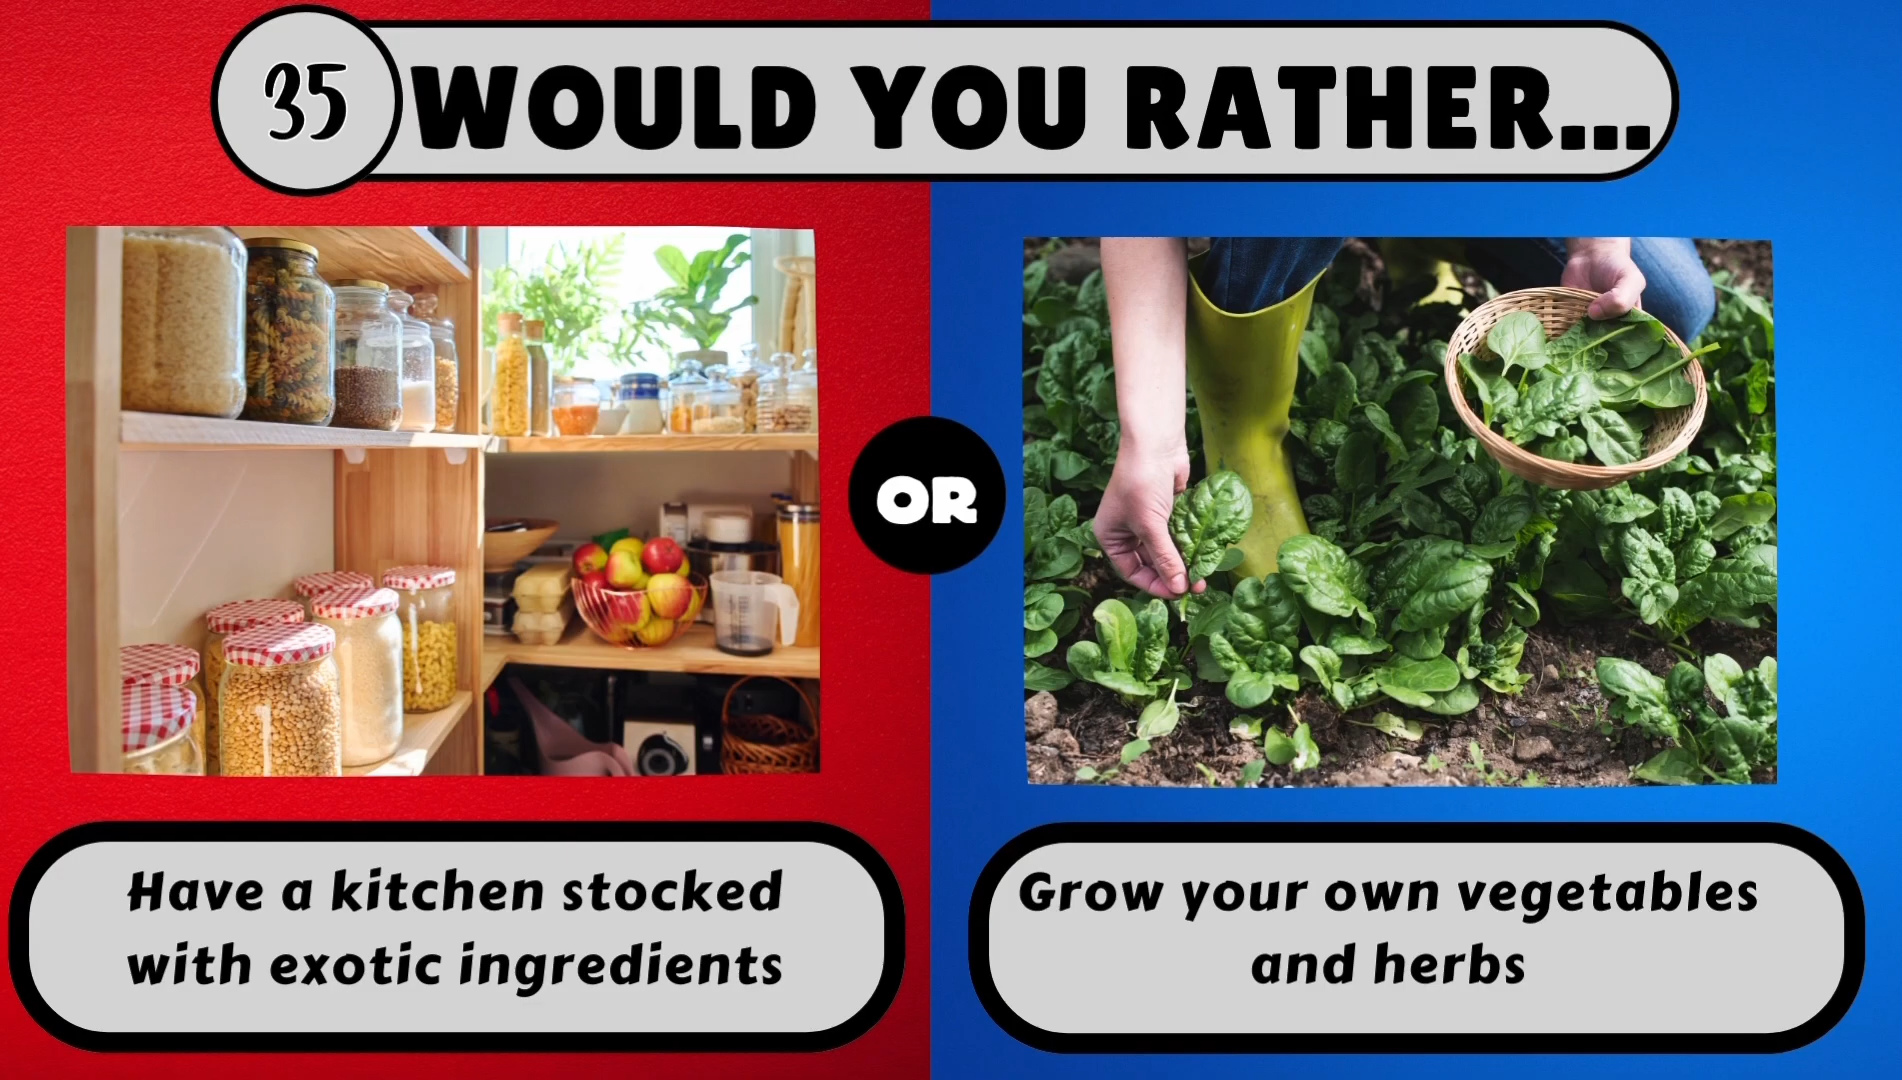 35
WOULD YOU RATHER...
OR
Have a kitchen stocked
with exotic ingredients
Grow your own vegetables
and herbs